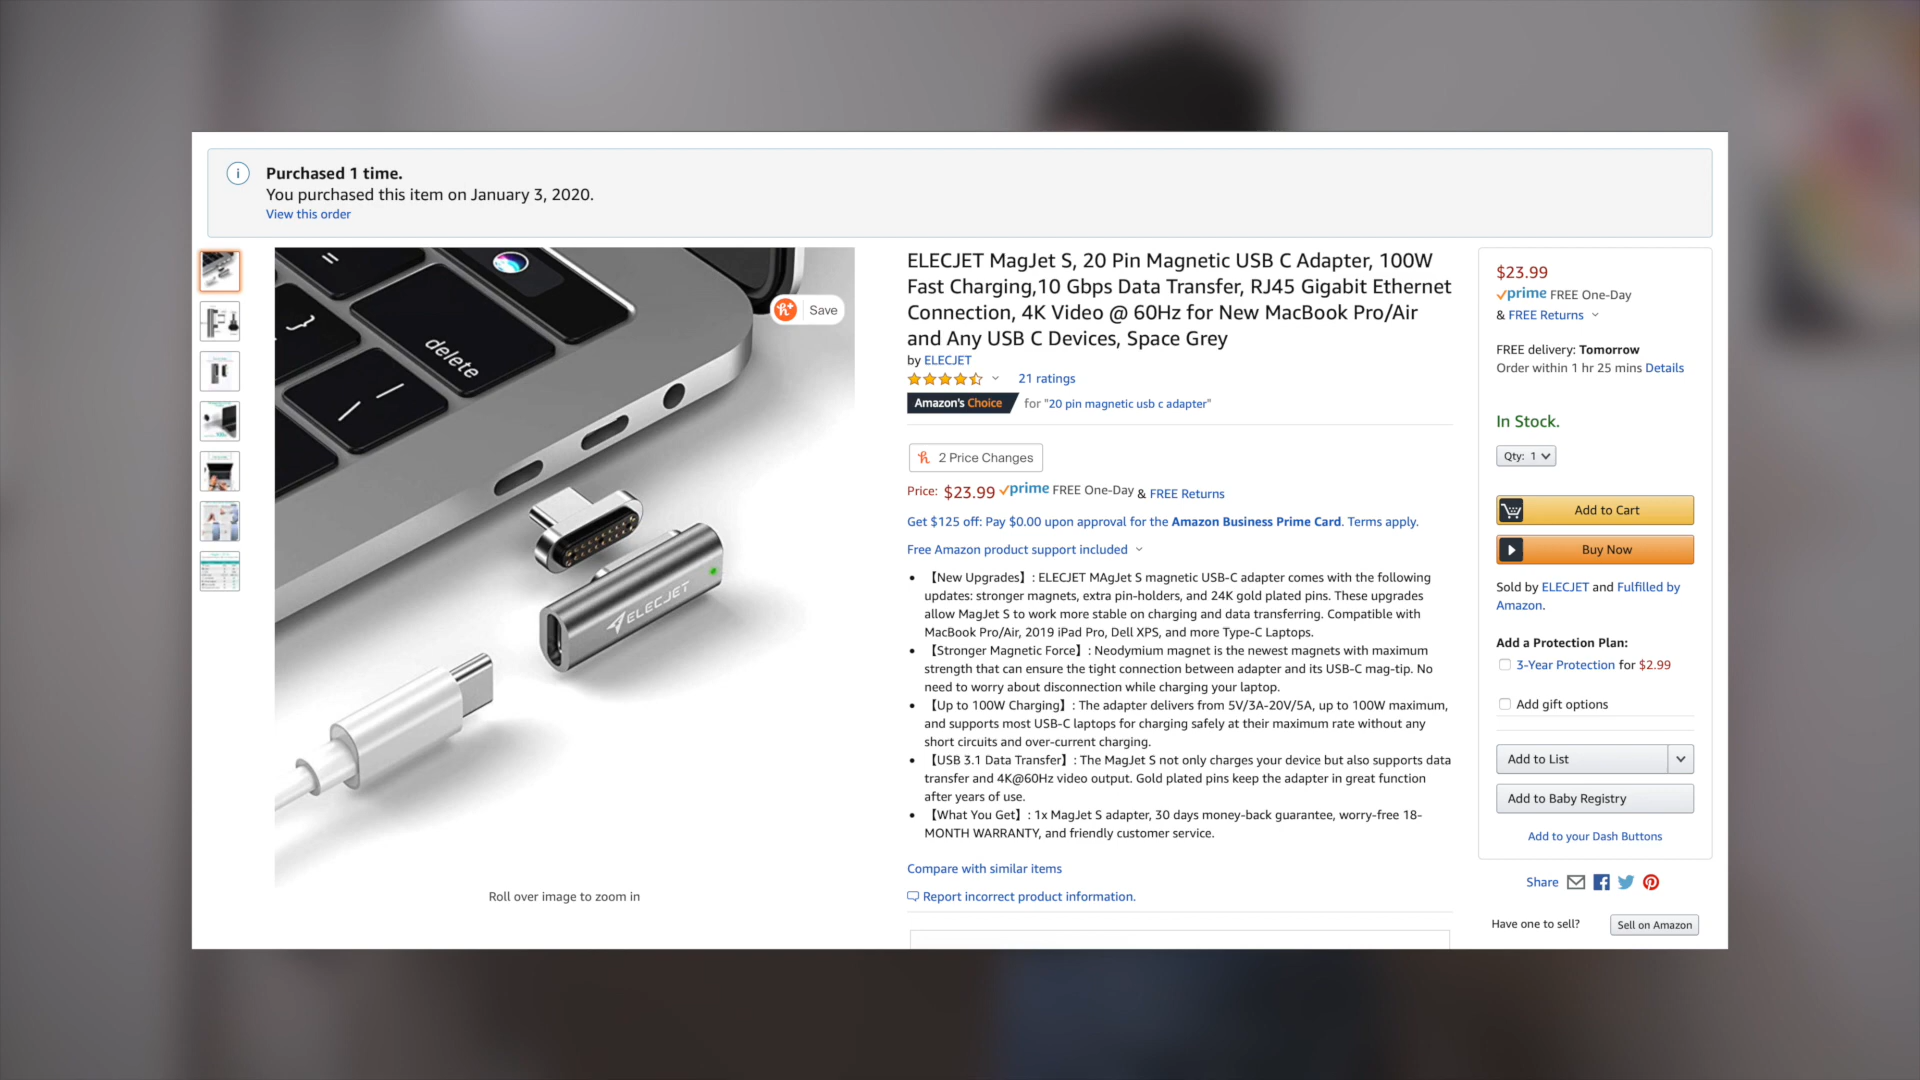 Purchased 1 time.
You purchased this item on January 3, 2020.
View this order
=
}
delete
Save
ELECJET
Roll over image to zoom in
ELECJET MagJet S, 20 Pin Magnetic USB C Adapter, 100W
Fast Charging,10 Gbps Data Transfer, RJ45 Gigabit Ethernet
Connection, 4K Video @ 60Hz for New MacBook Pro/Air
and Any USB C Devices, Space Grey
by ELECJET
21 ratings
Amazon's Choice for "20 pin magnetic usb c adapter"
2 Price Changes
Price: $23.99 prime FREE One-Day & FREE Returns
Get $125 off: Pay $0.00 upon approval for the Amazon Business Prime Card. Terms apply.
Free Amazon product support included
• 【New Upgrades】: ELECJET MAgJet S magnetic USB-C adapter comes with the following
updates: stronger magnets, extra pin-holders, and 24K gold plated pins. These upgrades
allow MagJet S to work more stable on charging and data transferring. Compatible with
MacBook Pro/Air, 2019 iPad Pro, Dell XPS, and more Type-C Laptops.
• 【Stronger Magnetic Force】: Neodymium magnet is the newest magnets with maximum
strength that can ensure the tight connection between adapter and its USB-C mag-tip. No
need to worry about disconnection while charging your laptop.
• 【Up to 100W Charging】: The adapter delivers from 5V/3A-20V/5A, up to 100W maximum,
and supports most USB-C laptops for charging safely at their maximum rate without any
short circuits and over-current charging.
• 【USB 3.1 Data Transfer】: The MagJet S not only charges your device but also supports data
transfer and 4K@60Hz video output. Gold plated pins keep the adapter in great function
after years of use.
• 【What You Get】: 1x MagJet S adapter, 30 days money-back guarantee, worry-free 18-
MONTH WARRANTY, and friendly customer service.
Compare with similar items
Report incorrect product information.
$23.99
prime FREE One-Day
& FREE Returns
FREE delivery: Tomorrow
Order within 1 hr 25 mins Details
In Stock.
Qty: 1
Add to Cart
Buy Now
Sold by ELECJET and Fulfilled by
Amazon.
Add a Protection Plan:
3-Year Protection for $2.99
Add gift options
Add to List
Add to Baby Registry
Add to your Dash Buttons
Share
Have one to sell?
Sell on Amazon